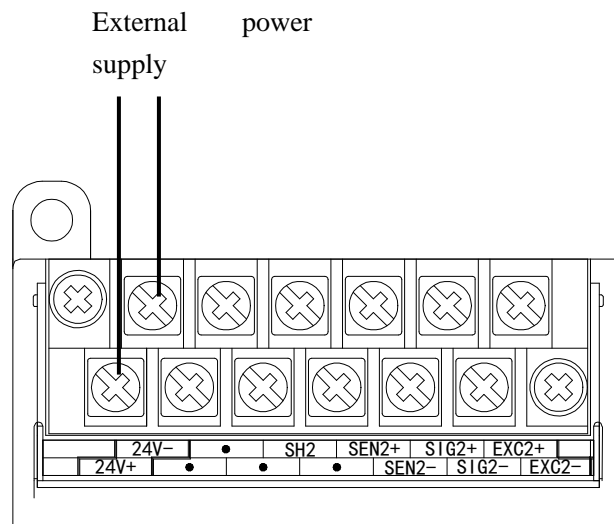 External power
supply
24V- • SH2 SEN2+ SIG2+ EXC2+
24V+ • • • SEN2- SIG2- EXC2-